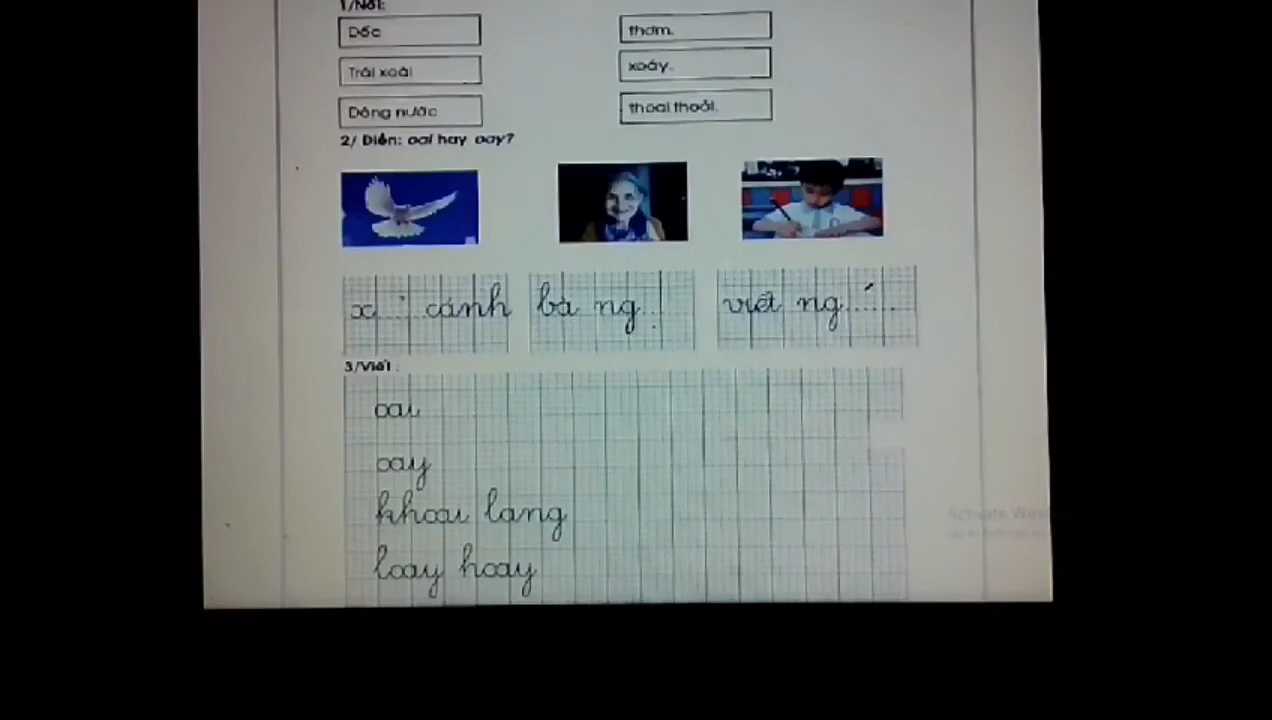 1/Nối:
Dốc thơm.
Trái xoài xoáy.
Dòng nước thoai thoải.
2/ Điền: oai hay oay?
x....... cánh bà ng.... viết ng.......
3/Viết :
oai
oay
khoai lang
loay hoay